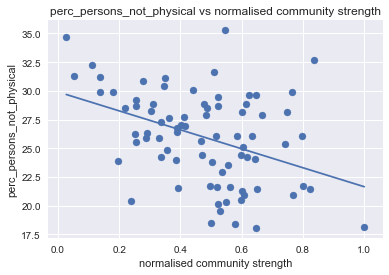 perc_persons_not_physical vs normalised community strength
perc_persons_not_physical
35.0
32.5
30.0
27.5
25.0
22.5
20.0
17.5
0.0 0.2 0.4 0.6 0.8 1.0
normalised community strength